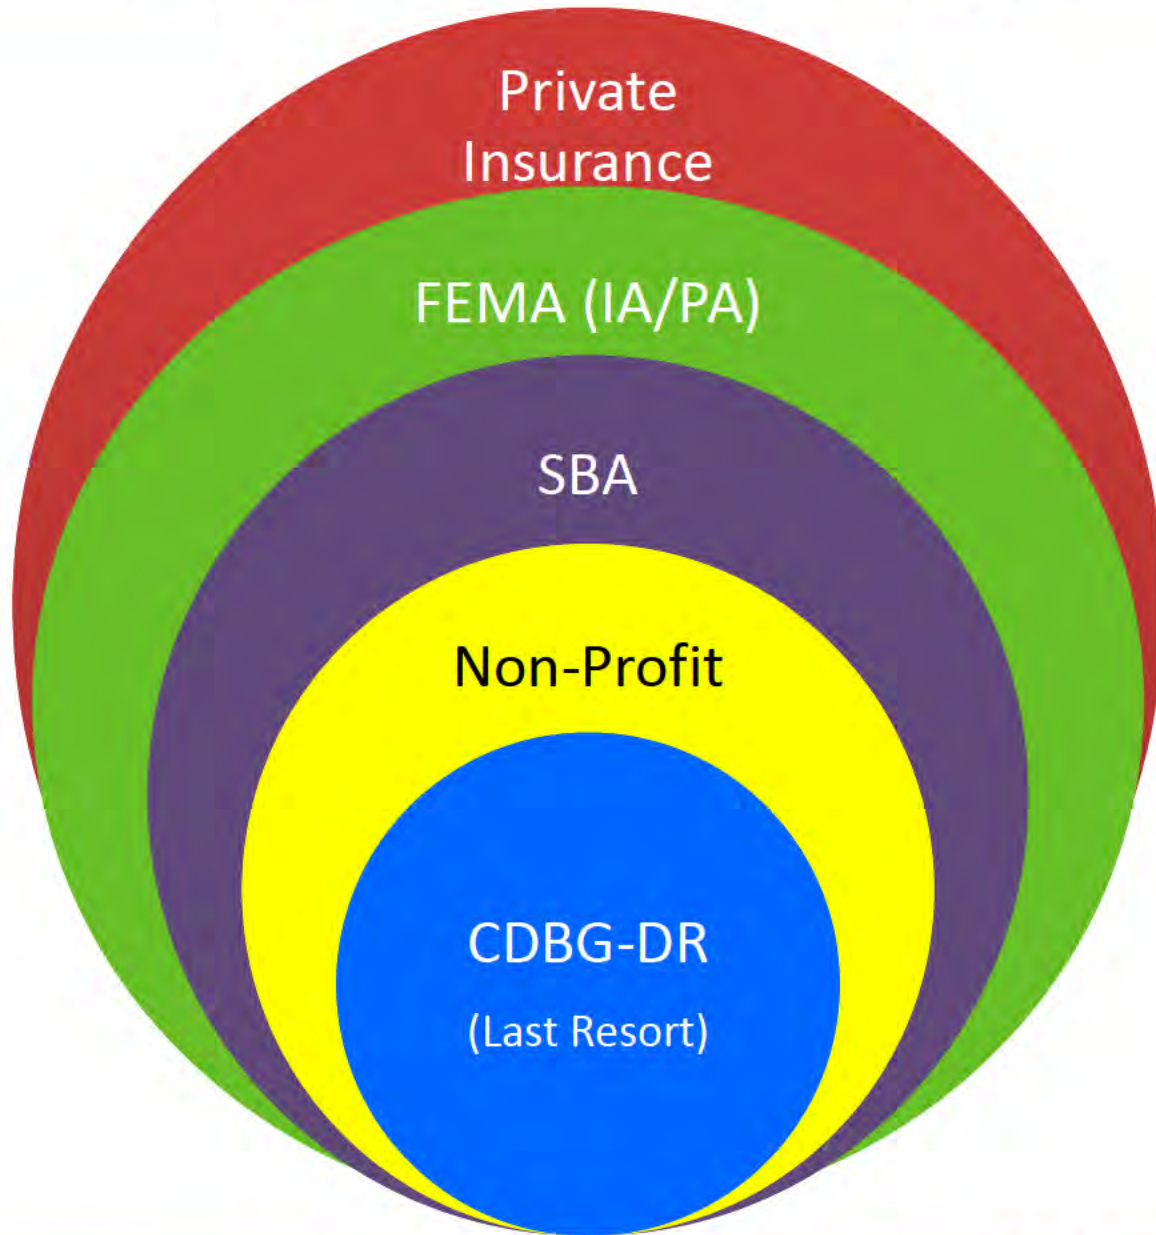 Private
Insurance
FEMA (IA/PA)
SBA
Non-Profit
CDBG-DR
(Last Resort)